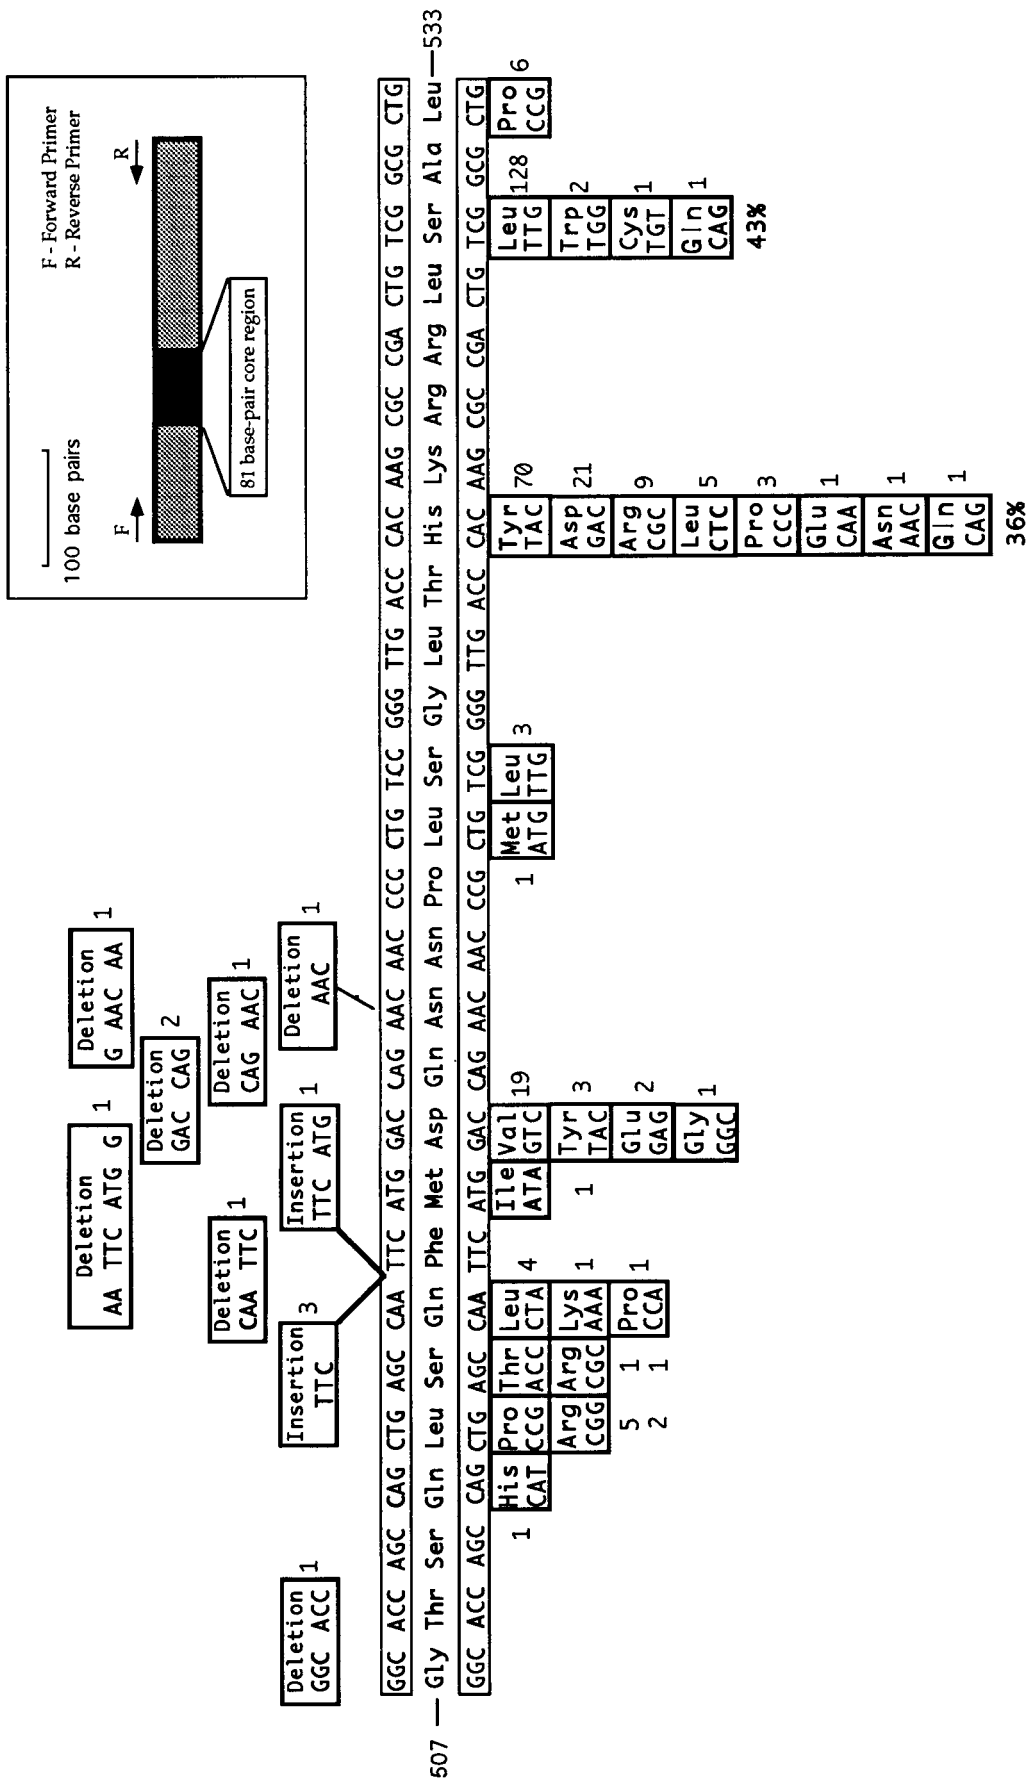 F - Forward Primer
R - Reverse Primer
100 base pairs
F
R
81 base-pair core region
Deletion
AA TTC ATG G
1
Deletion
G AAC AA
1
Deletion
GAC CAG
2
Deletion
CAA TTC
1
Deletion
CAG AAC
1
Deletion
GGC ACC
1
Insertion
TTC
3
Insertion
TTC ATG
1
Deletion
AAC
1
GGC ACC AGC CAG CTG AGC CAA TTC ATG GAC CAG AAC AAC CCC CTG TCC GGG TTG ACC CAC AAG CGC CGA CTG TCG GCG CTG
507 — Gly Thr Ser Gln Leu Ser Gln Phe Met Asp Gln Asn Asn Pro Leu Ser Gly Leu Thr His Lys Arg Arg Leu Ser Ala Leu — 533
GGC ACC AGC CAG CTG AGC CAA TTC ATG GAC CAG AAC AAC CCG CTG TCG GGG TTG ACC CAC AAG CGC CGA CTG TCG GCG CTG
His
CAT
1
Pro
CCG
Arg
CGG
5
2
Thr
ACC
Arg
CGC
1
1
Leu
CTA
4
Lys
AAA
1
Pro
CCA
1
Ile
ATA
1
Val
GTC
19
Tyr
TAC
3
Glu
GAG
2
Gly
GGC
1
Met
ATG
1
Leu
TTG
3
Tyr
TAC
70
Asp
GAC
21
Arg
CGC
9
Leu
CTC
5
Pro
CCC
3
Glu
CAA
1
Asn
AAC
1
Gln
CAG
1
36%
Leu
TTG
128
Trp
TGG
2
Cys
TGT
1
Gln
CAG
1
43%
Pro
CCG
6